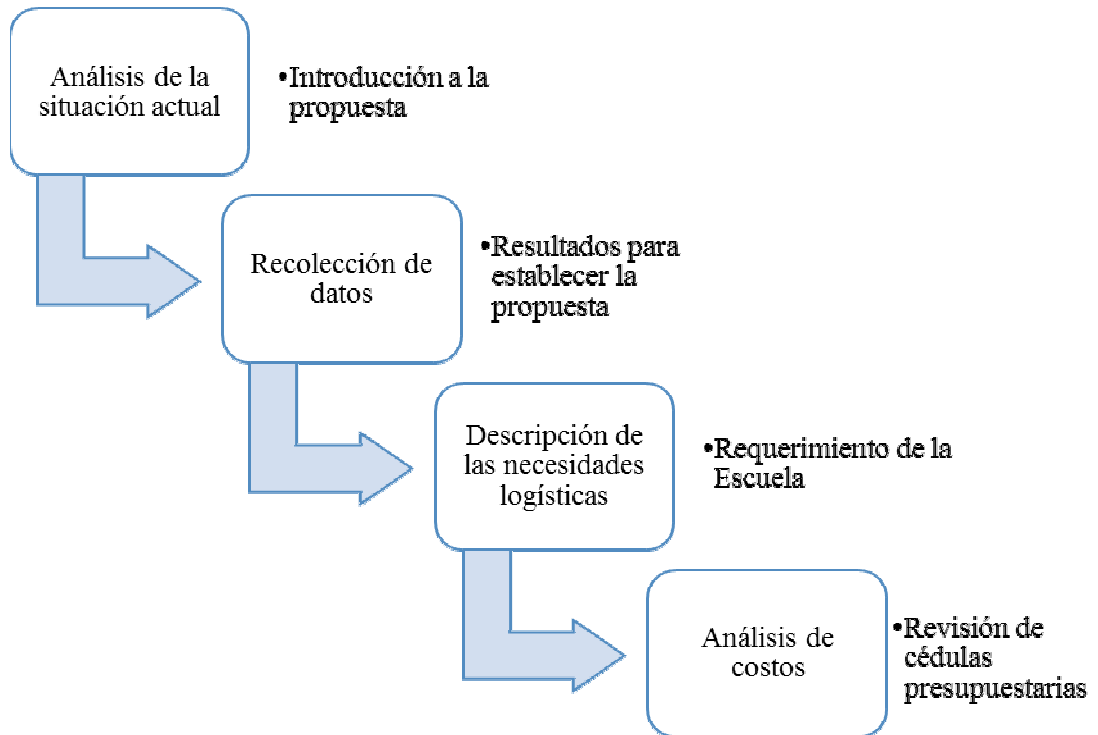 Análisis de la
situación actual
•Introducción a la
propuesta
Recolección de
datos
•Resultados para
establecer la
propuesta
Descripción de
las necesidades
logísticas
•Requerimiento de la
Escuela
Análisis de
costos
•Revisión de
cédulas
presupuestarias